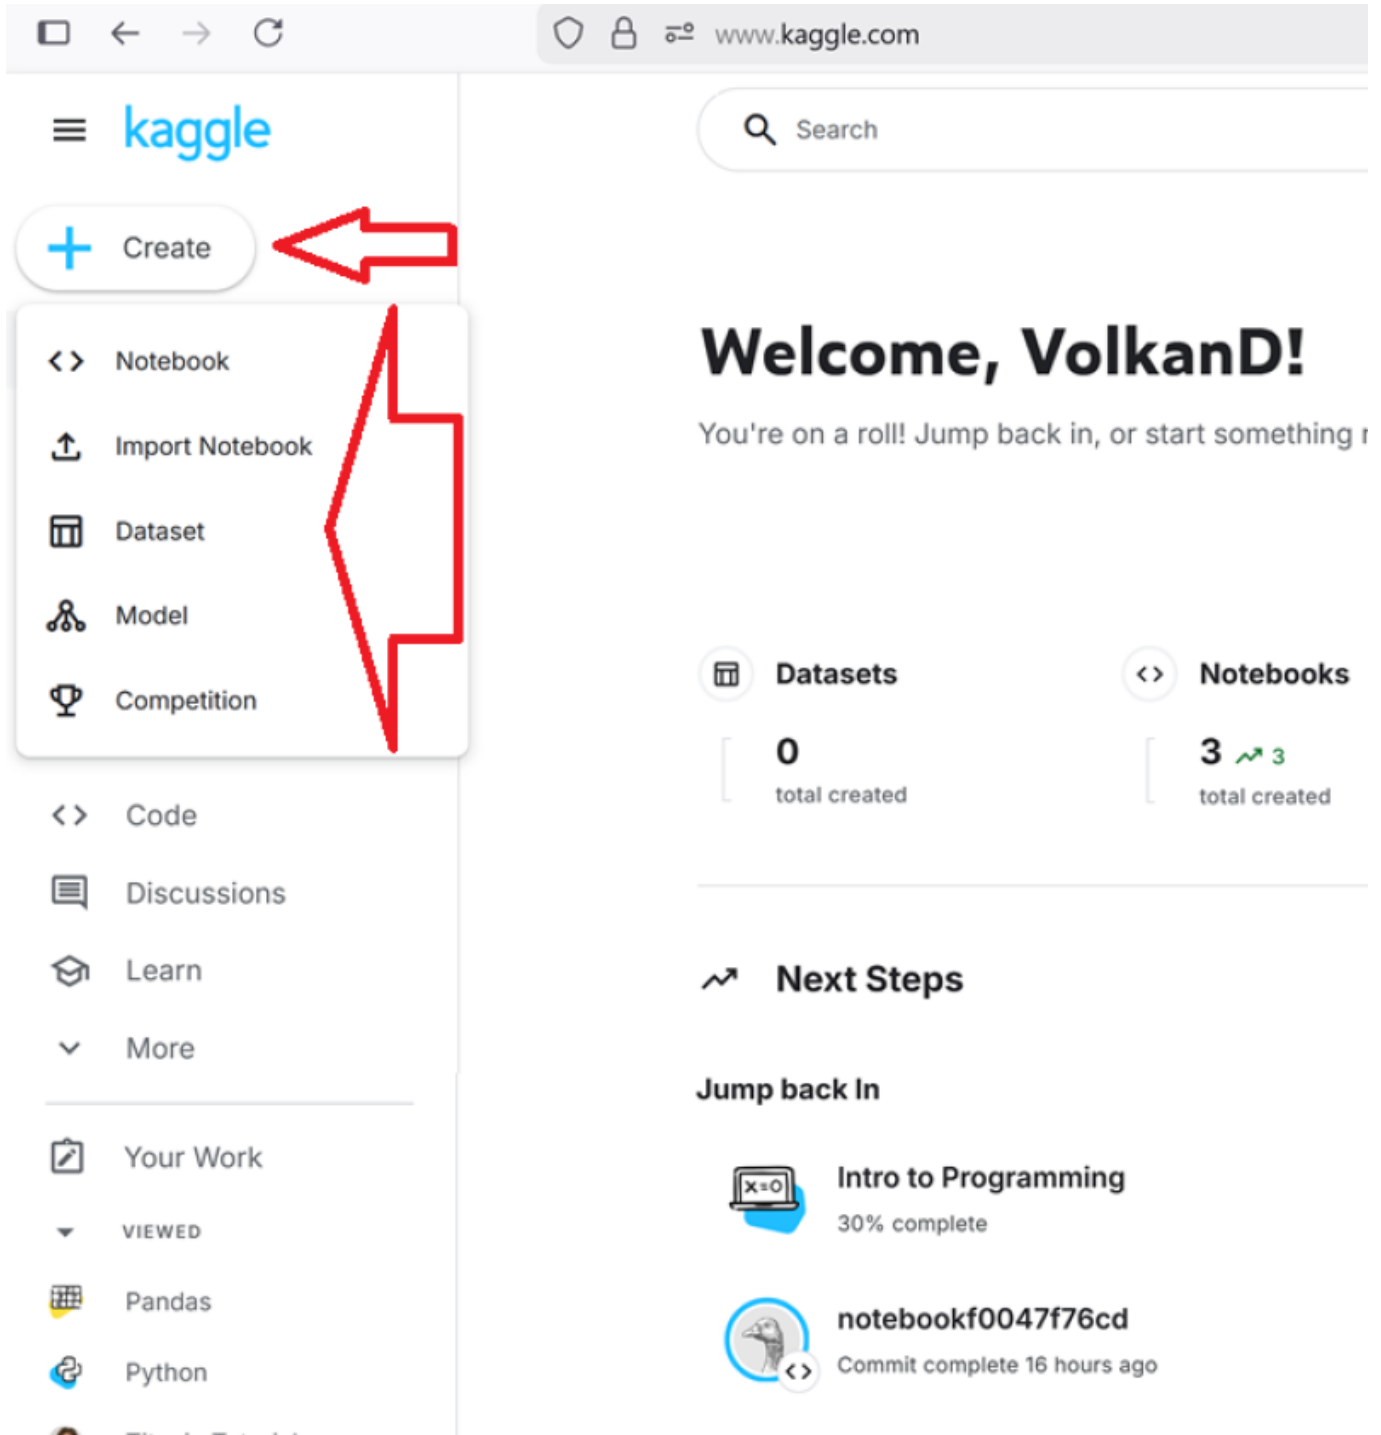 www.kaggle.com
kaggle
Search
Create
Notebook
Import Notebook
Dataset
Model
Competition
Code
Discussions
Learn
More
Your Work
VIEWED
Pandas
Python
Welcome, VolkanD!
You're on a roll! Jump back in, or start something
Datasets
0
total created
Notebooks
3 3
total created
Next Steps
Jump back In
X=0
Intro to Programming
30% complete
notebookf0047f76cd
Commit complete 16 hours ago